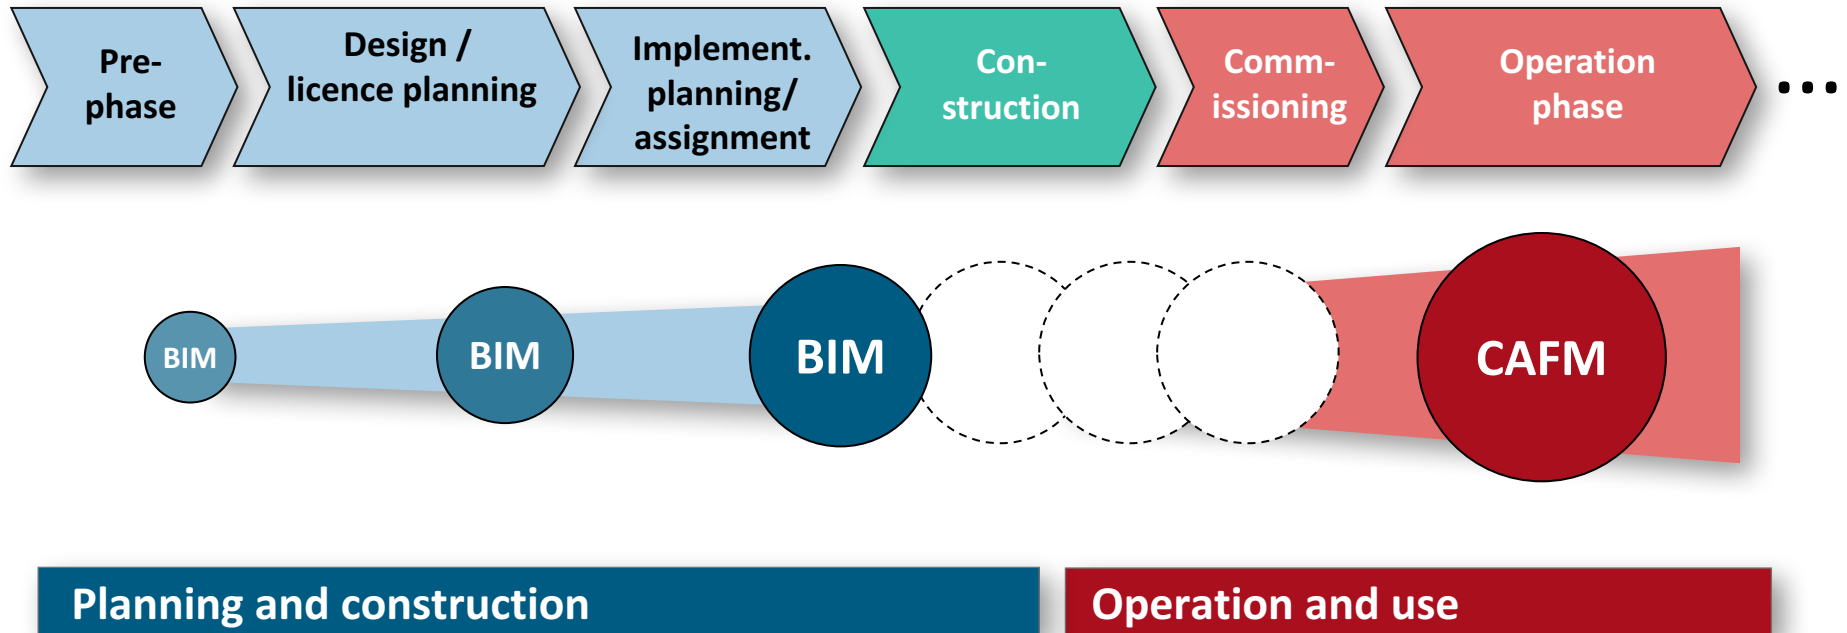 Pre-
phase
Design /
licence planning
Implement.
planning/
assignment
Con-
struction
Comm-
issioning
Operation
phase
...
BIM
BIM
BIM
CAFM
Planning and construction
Operation and use